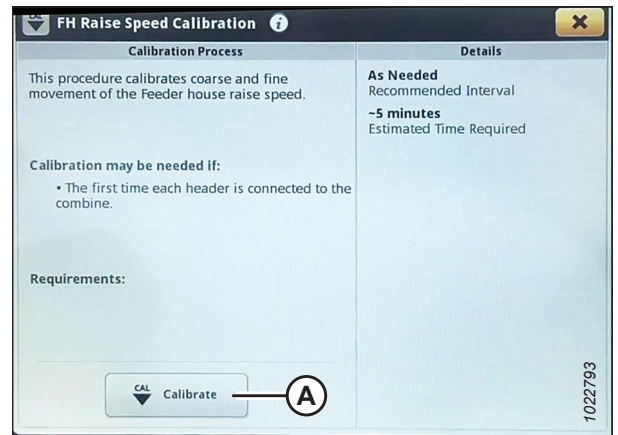 CAL
FH Raise Speed Calibration i
Calibration Process
This procedure calibrates coarse and fine
movement of the Feeder house raise speed.
Calibration may be needed if:
• The first time each header is connected to the
combine.
Requirements:
CAL Calibrate
A
Details
As Needed
Recommended Interval
~5 minutes
Estimated Time Required
1022793